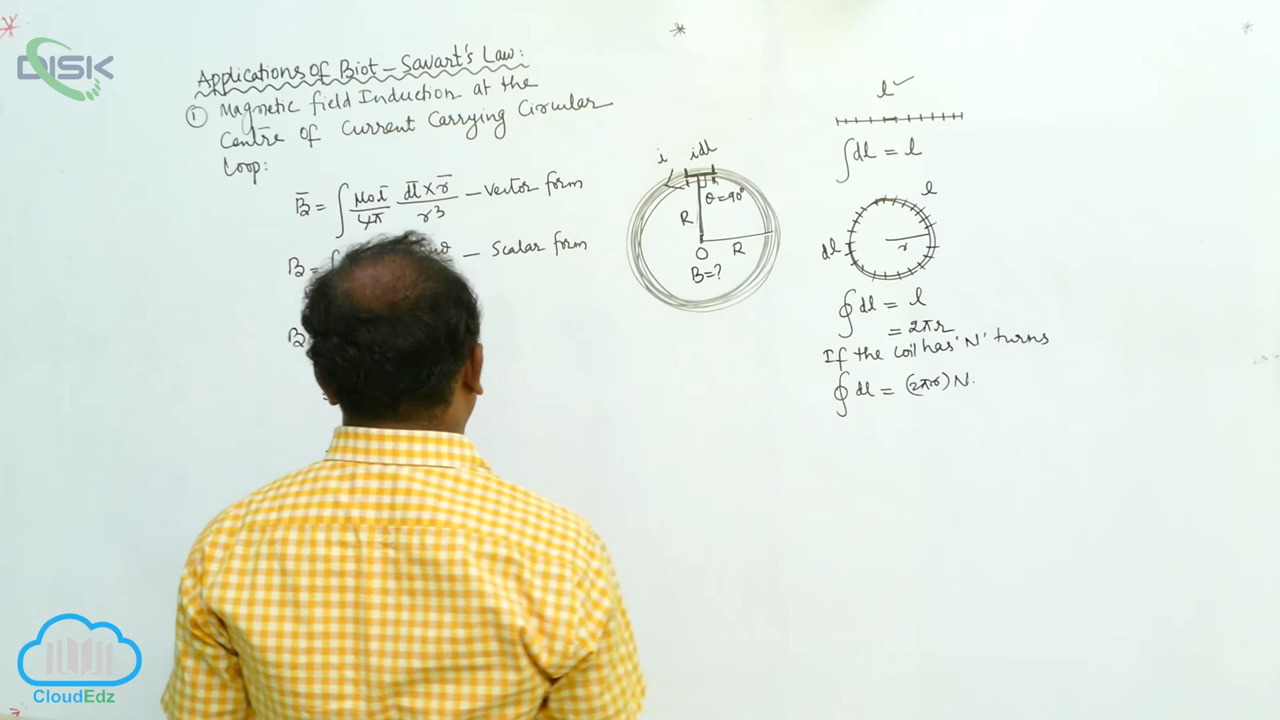 DISK
Applications of Biot - Savart's Law:
① Magnetic field Induction at the
Centre of Current Carrying Circular
Loop:
B̄ = ∫ μ₀i/4π dl̄ × r̄/r³ — Vector form
B = ∫ — Scalar form
B
i idl
θ = 90°
R
R
O
B = ?
l ✓
∫dl = l
l
dl
r
∮dl = l
= 2πr
If the coil has 'N' turns
∮dl = (2πr)N.
CloudEdz